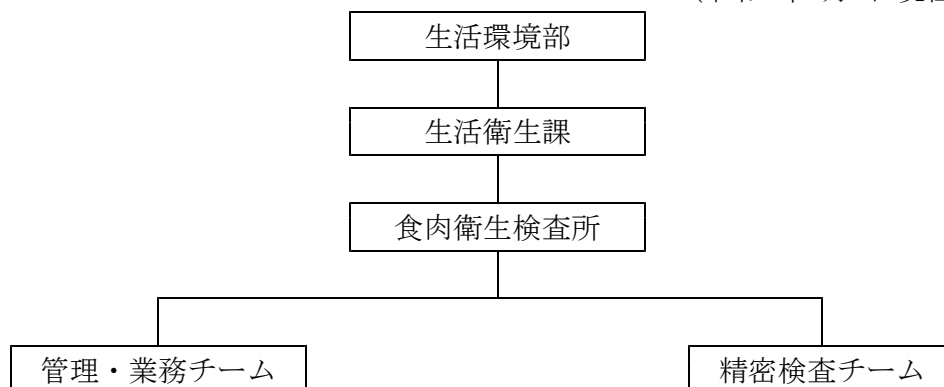 生活環境部
生活衛生課
食肉衛生検査所
管理・業務チーム
精密検査チーム